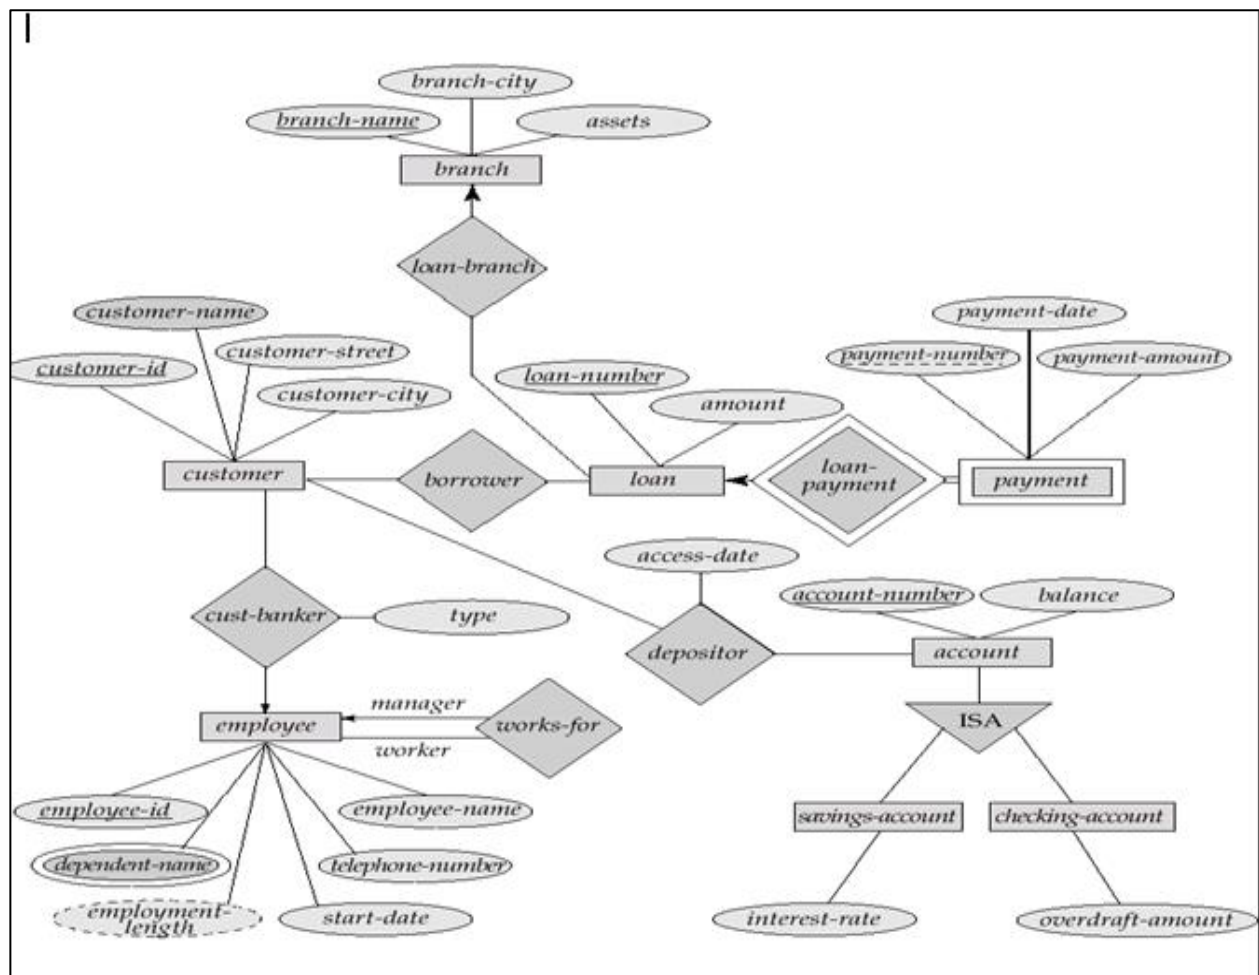 branch-city
branch-name
assets
branch
loan-branch
customer-name
customer-street
customer-id
customer-city
customer
borrower
loan-number
amount
loan
loan-
payment
payment-date
payment-number
payment-amount
payment
access-date
cust-banker
type
depositor
account-number
balance
account
ISA
manager
employee
works-for
worker
employee-id
employee-name
dependent-name
telephone-number
employment-
length
start-date
savings-account
checking-account
interest-rate
overdraft-amount